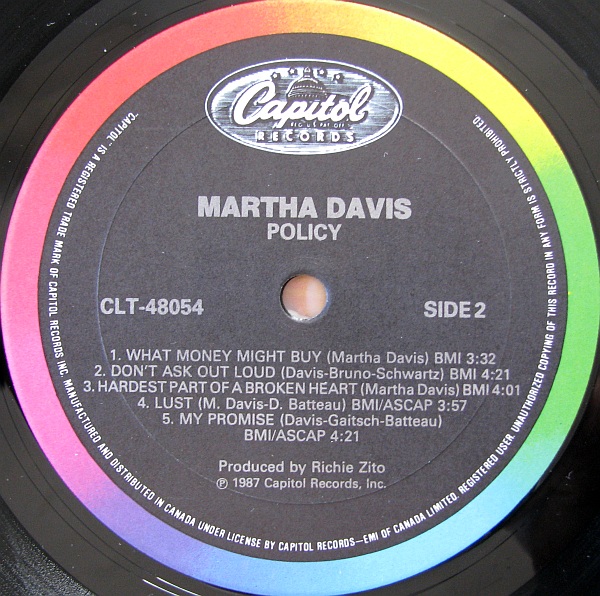 Capitol
REG. U.S. PAT. OFF.
RECORDS
MARTHA DAVIS
POLICY
CLT-48054
SIDE 2
1. WHAT MONEY MIGHT BUY (Martha Davis) BMI 3:32
2. DON'T ASK OUT LOUD (Davis-Bruno-Schwartz) BMI 4:21
3. HARDEST PART OF A BROKEN HEART (Martha Davis) BMI 4:01
4. LUST (M. Davis-D. Batteau) BMI/ASCAP 3:57
5. MY PROMISE (Davis-Gaitsch-Batteau)
BMI/ASCAP 4:21
Produced by Richie Zito
℗ 1987 Capitol Records, Inc.
"CAPITOL" IS A REGISTERED TRADE MARK OF CAPITOL RECORDS INC. MANUFACTURED AND DISTRIBUTED IN CANADA UNDER LICENSE BY CAPITOL RECORDS—EMI OF CANADA LIMITED. REGISTERED USER. UNAUTHORIZED COPYING OF THIS RECORD IN ANY FORM IS STRICTLY PROHIBITED.